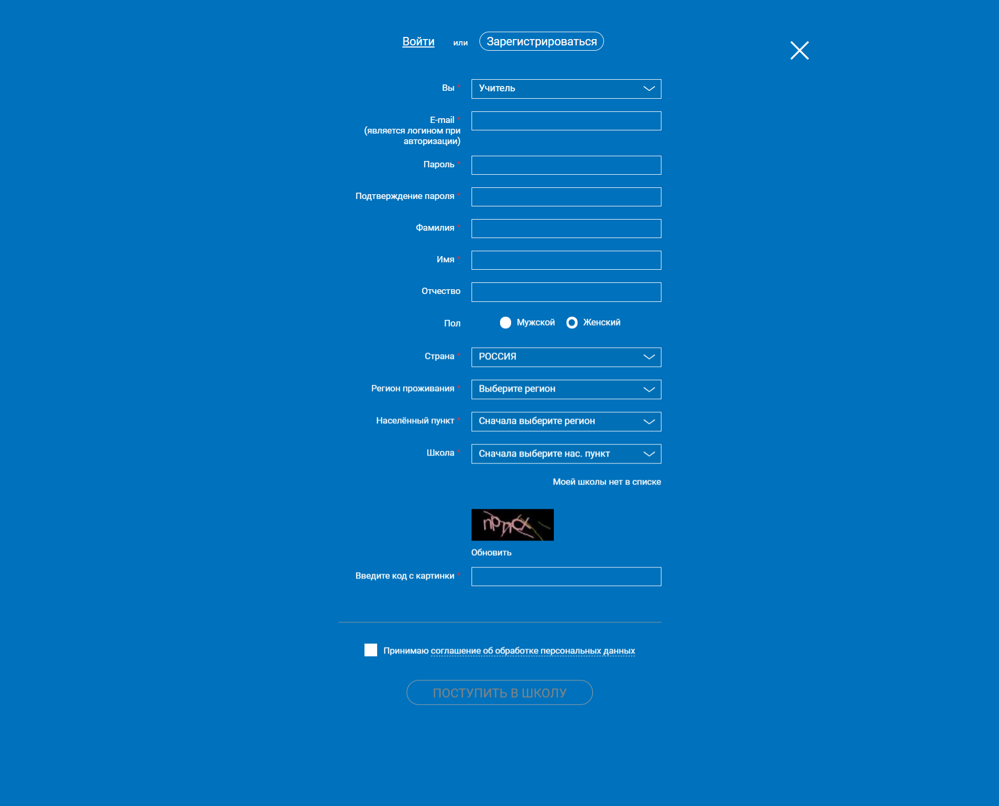 Войти или Зарегистрироваться
Вы * Учитель
E-mail *
(является логином при
авторизации)
Пароль *
Подтверждение пароля *
Фамилия *
Имя *
Отчество
Пол Мужской Женский
Страна * РОССИЯ
Регион проживания * Выберите регион
Населённый пункт * Сначала выберите регион
Школа * Сначала выберите нас. пункт
Моей школы нет в списке
Обновить
Введите код с картинки *
Принимаю соглашение об обработке персональных данных
ПОСТУПИТЬ В ШКОЛУ